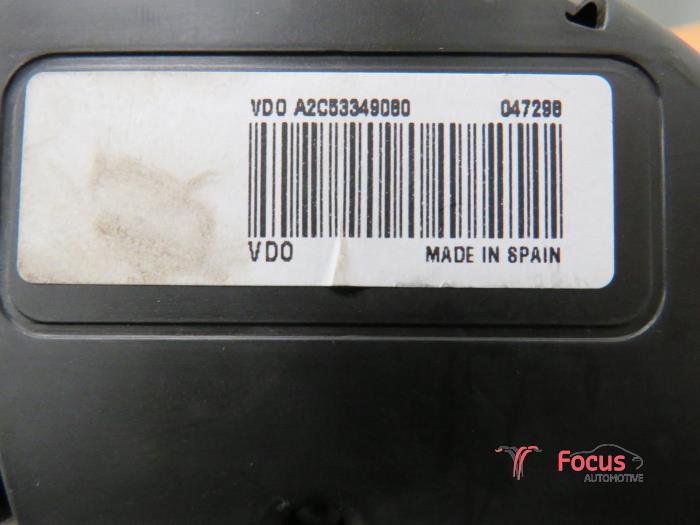 VDO A2C53349080 047298
VDO MADE IN SPAIN
Focus
AUTOMOTIVE